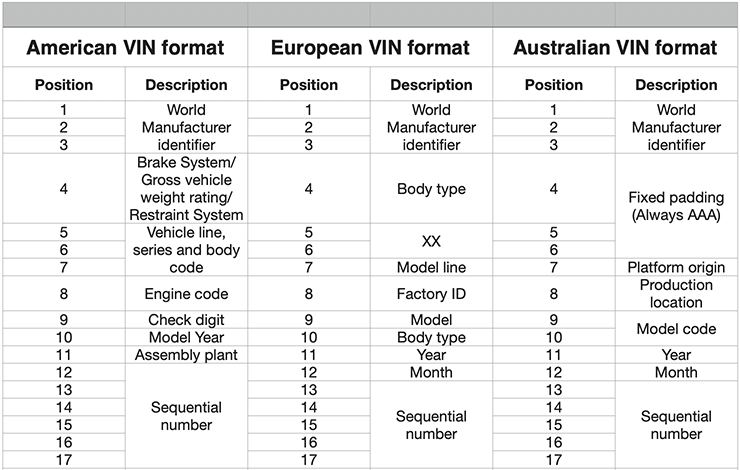 American VIN format European VIN format Australian VIN format
Position Description Position Description Position Description
1 World 1 World 1 World
2 Manufacturer 2 Manufacturer 2 Manufacturer
3 identifier 3 identifier 3 identifier
Brake System/
Gross vehicle
4 weight rating/ 4 Body type 4 Fixed padding
Restraint System (Always AAA)
5 Vehicle line, 5 5
6 series and body 6 XX 6
7 code 7 Model line 7 Platform origin
8 Engine code 8 Factory ID 8 Production
location
9 Check digit 9 Model 9 Model code
10 Model Year 10 Body type 10
11 Assembly plant 11 Year 11 Year
12 12 Month 12 Month
13 13 13
14 Sequential 14 Sequential 14 Sequential
15 number 15 number 15 number
16 16 16
17 17 17